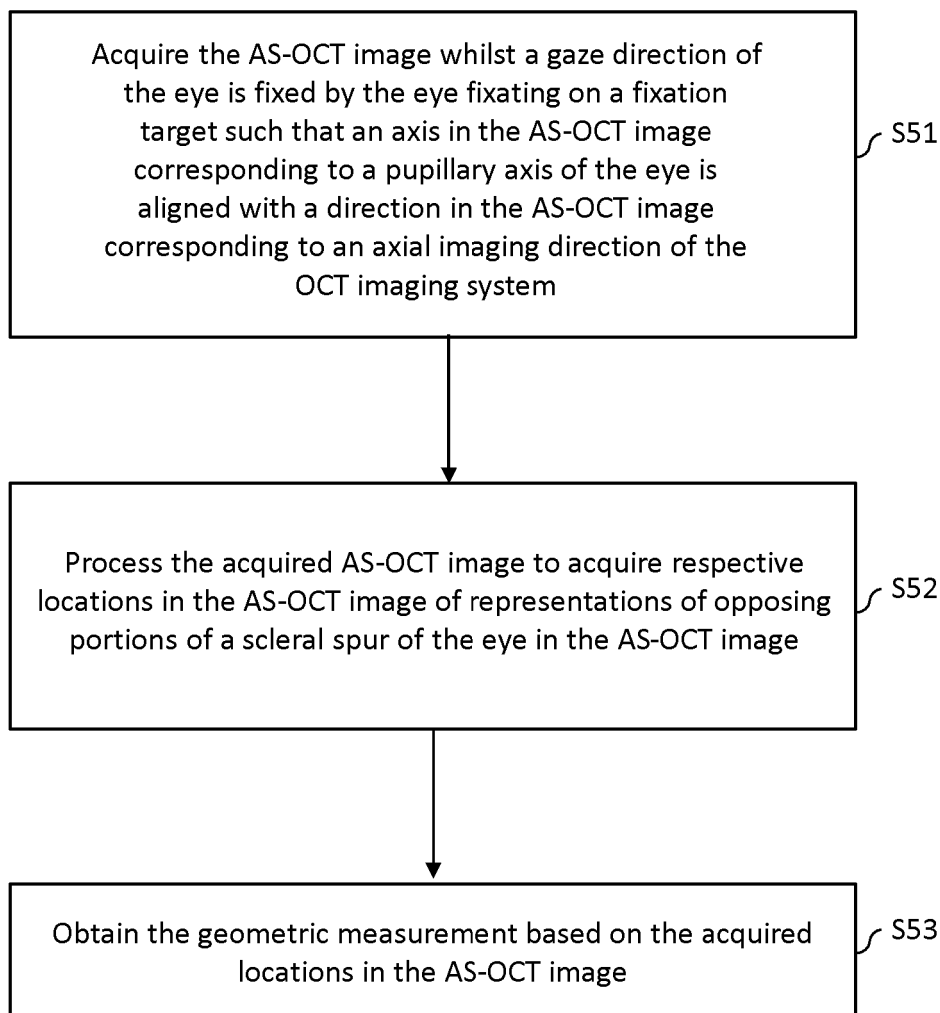 Acquire the AS-OCT image whilst a gaze direction of
the eye is fixed by the eye fixating on a fixation
target such that an axis in the AS-OCT image
corresponding to a pupillary axis of the eye is
aligned with a direction in the AS-OCT image
corresponding to an axial imaging direction of the
OCT imaging system
S51
Process the acquired AS-OCT image to acquire respective
locations in the AS-OCT image of representations of opposing
portions of a scleral spur of the eye in the AS-OCT image
S52
Obtain the geometric measurement based on the acquired
locations in the AS-OCT image
S53